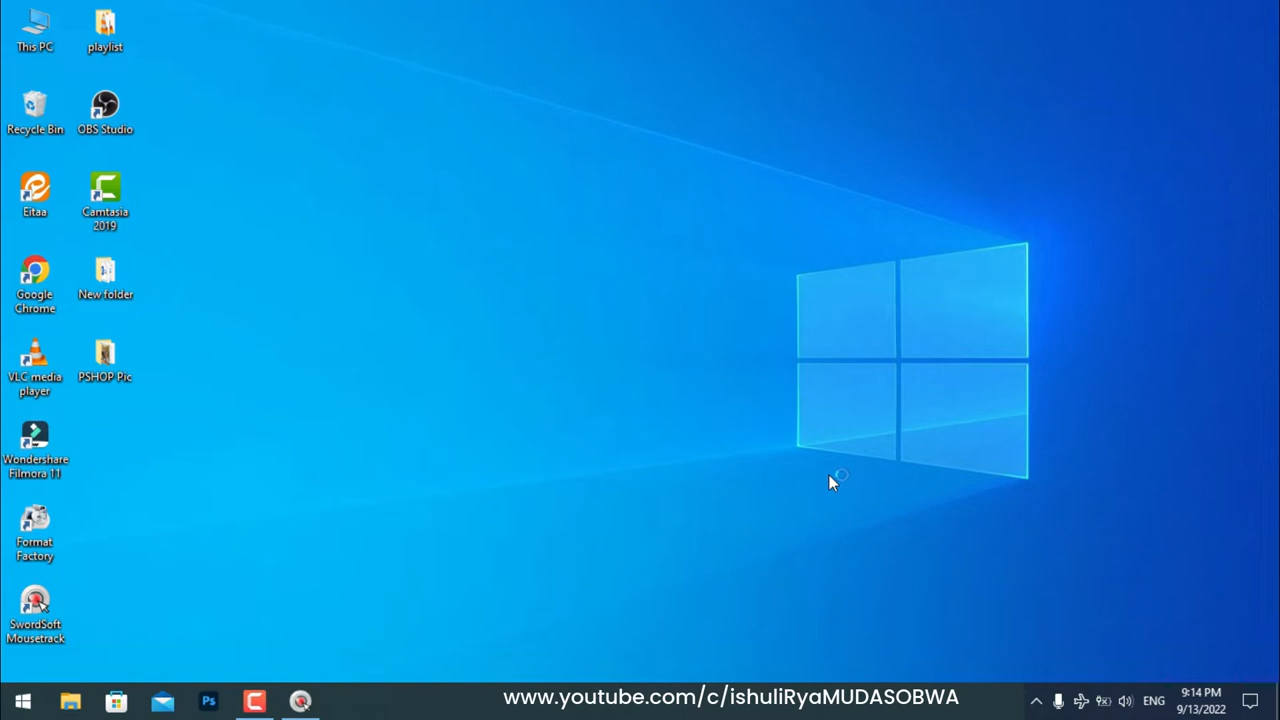 This PC
playlist
Recycle Bin
OBS Studio
Eitaa
Camtasia
2019
Google
Chrome
New folder
VLC media
player
PSHOP Pic
Wondershare
Filmora 11
Format
Factory
SwordSoft
Mousetrack
Ps
www.youtube.com/c/ishuliRyaMUDASOBWA
ENG
9:14 PM
9/13/2022